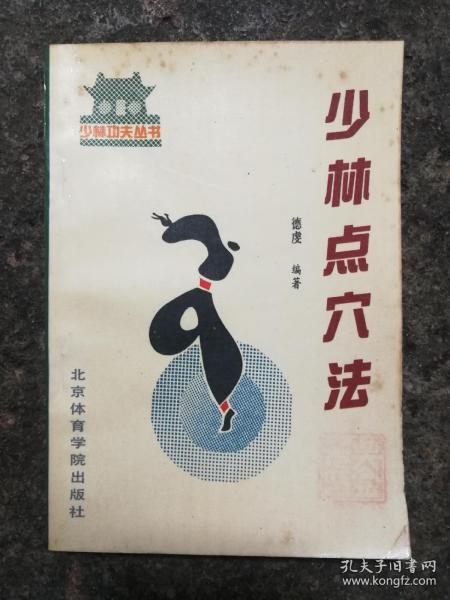 少林功夫丛书
少林点穴法
德虔 编著
北京体育学院出版社
孔夫子旧书网
www.kongfz.com